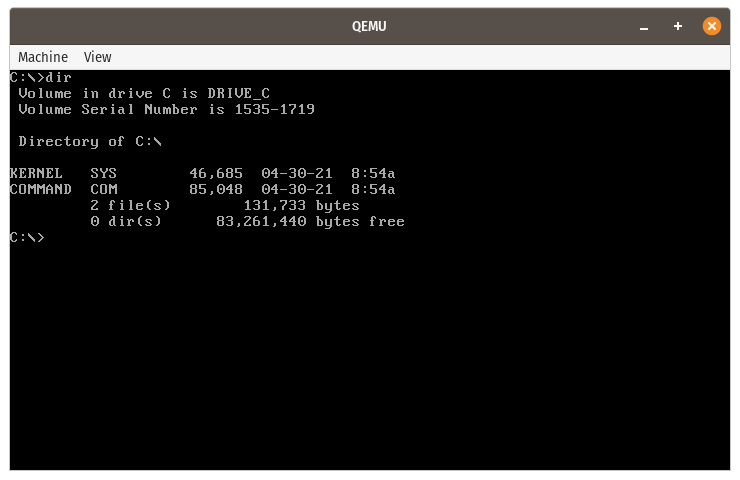 QEMU
Machine View
C:\>dir
 Volume in drive C is DRIVE_C
 Volume Serial Number is 1535-1719
 Directory of C:\
KERNEL   SYS        46,685  04-30-21  8:54a
COMMAND  COM        85,048  04-30-21  8:54a
         2 file(s)        131,733 bytes
         0 dir(s)      83,261,440 bytes free
C:\>